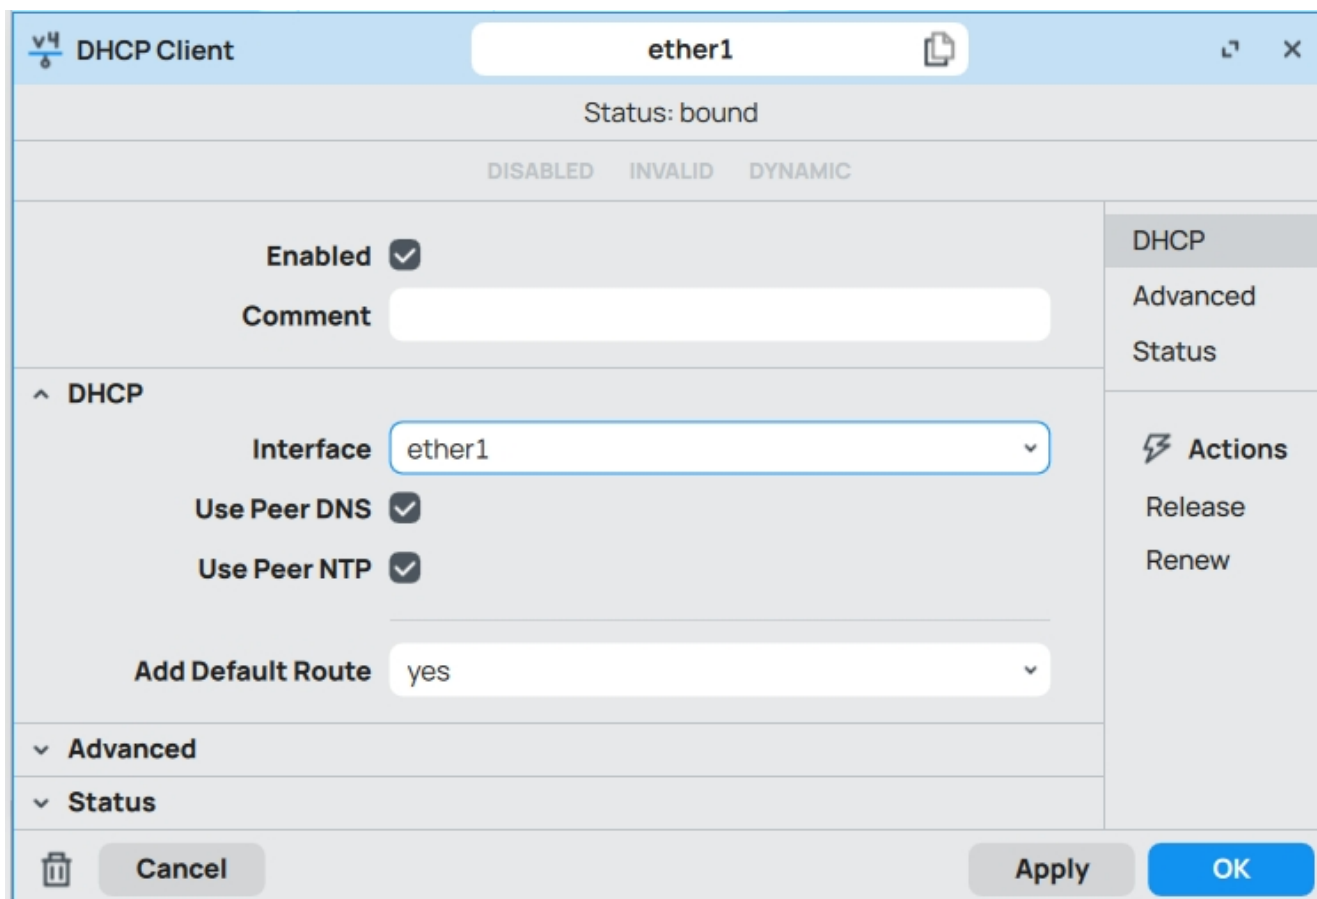 v4 DHCP Client ether1
Status: bound
DISABLED INVALID DYNAMIC
Enabled
Comment
DHCP
Interface ether1
Use Peer DNS
Use Peer NTP
Add Default Route yes
Advanced
Status
DHCP
Advanced
Status
Actions
Release
Renew
Cancel Apply OK